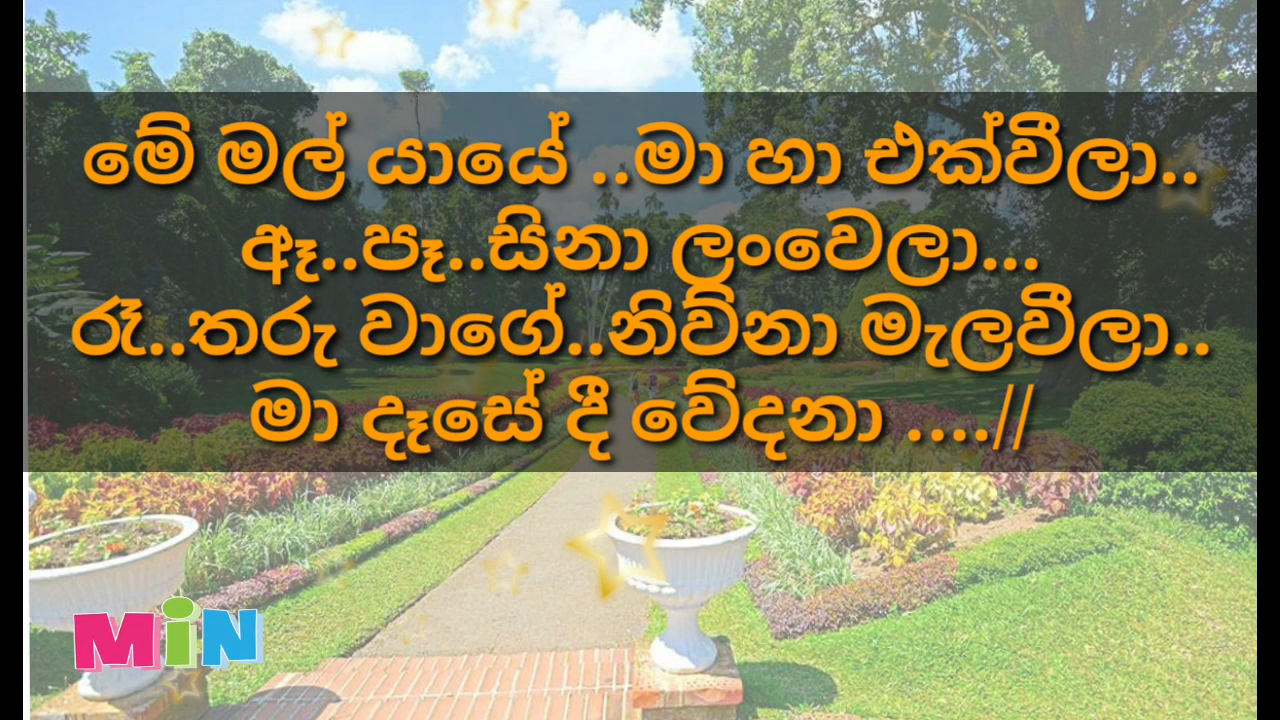 මේ මල් යායේ ..මා හා එක්වීලා..
ඈ..පෑ..සිනා ලංවෙලා...
රෑ..තරු වාගේ..නිව්නා මැලවීලා..
මා දෑසේ දී වේදනා ....//
MiN